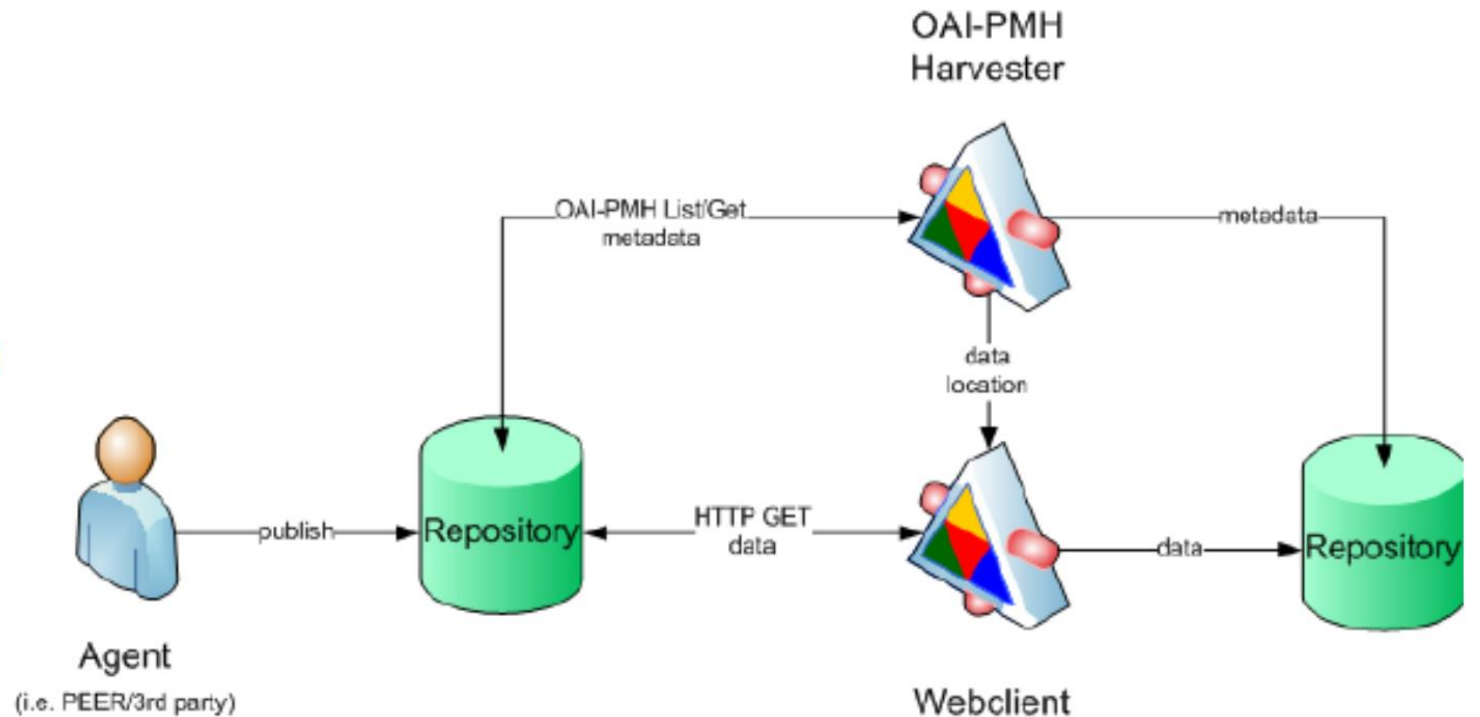 OAI-PMH
Harvester
OAI-PMH List/Get
metadata
metadata
data
location
publish
Repository
HTTP GET
data
data
Repository
Agent
(i.e. PEER/3rd party)
Webclient